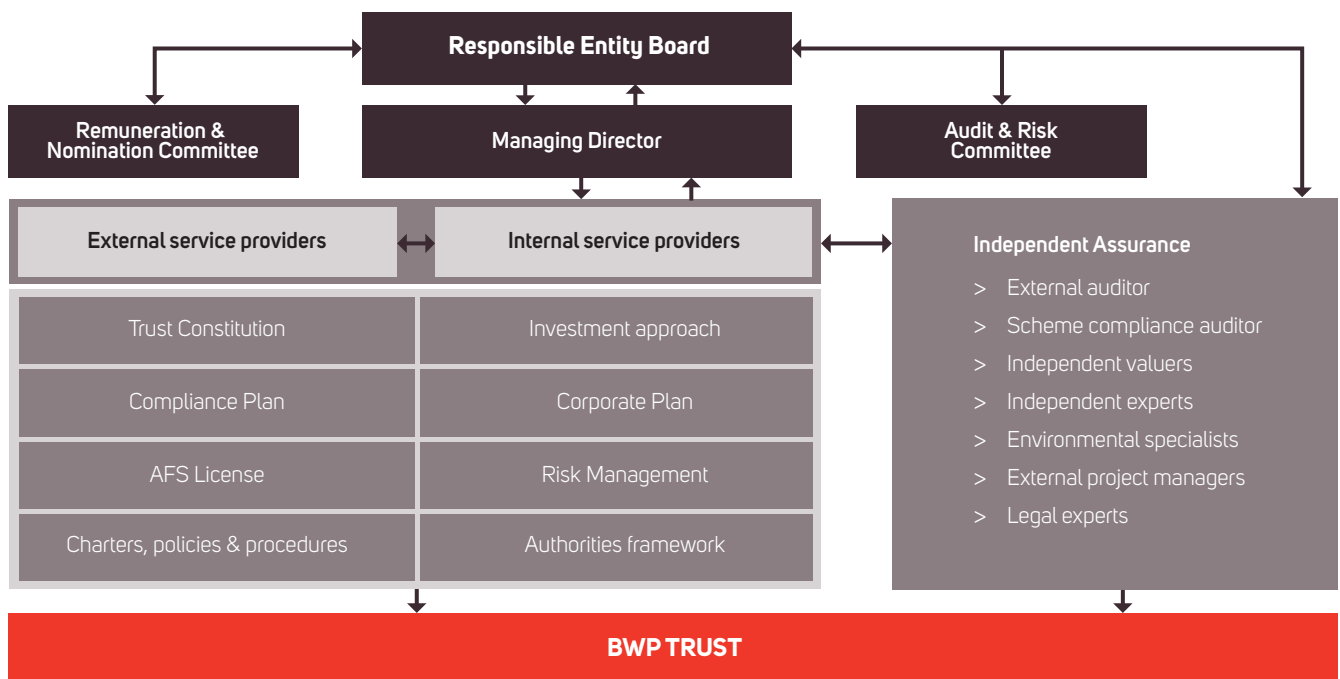 Responsible Entity Board
Remuneration &
Nomination Committee
Managing Director
Audit & Risk
Committee
External service providers
Internal service providers
Independent Assurance
> External auditor
> Scheme compliance auditor
> Independent valuers
> Independent experts
> Environmental specialists
> External project managers
> Legal experts
Trust Constitution
Investment approach
Compliance Plan
Corporate Plan
AFS License
Risk Management
Charters, policies & procedures
Authorities framework
BWP TRUST